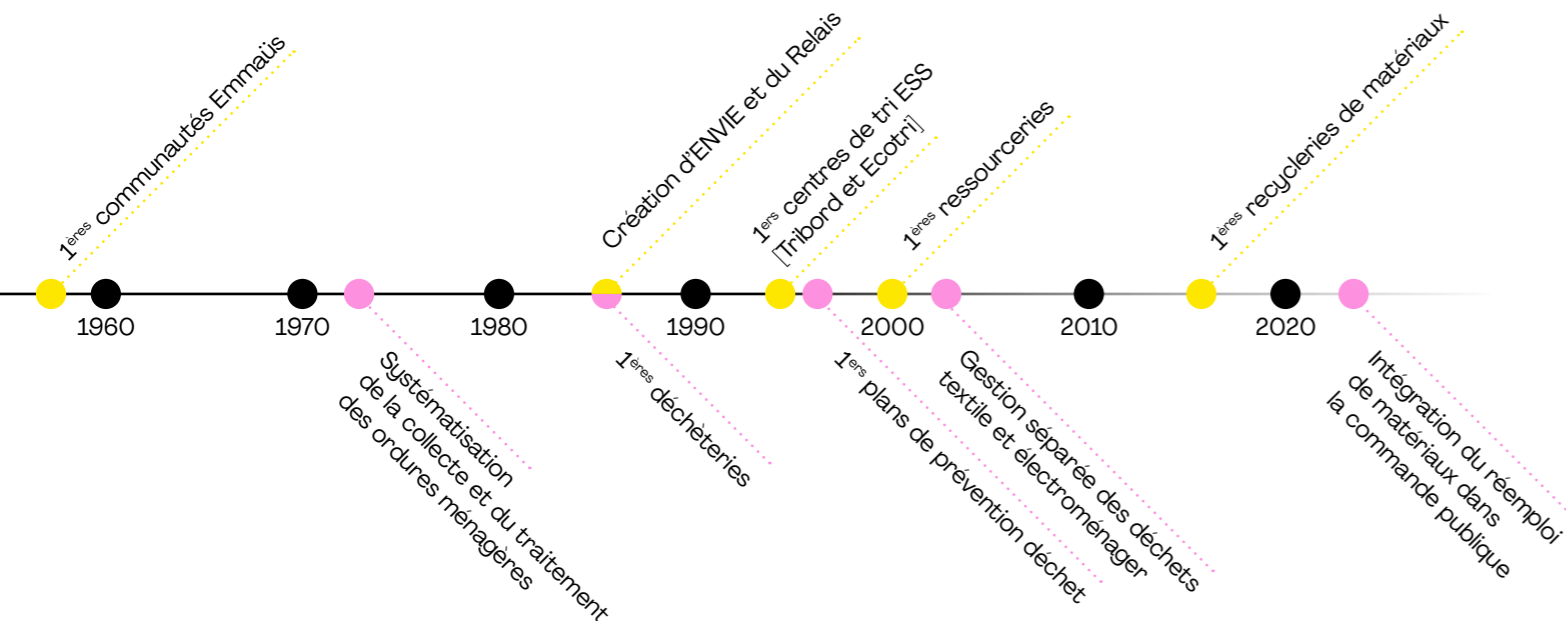 1ères communautés Emmaüs
Création d'ENVIE et du Relais
1ers centres de tri ESS
[Tribord et Ecotri]
1ères ressourceries
1ères recycleries de matériaux
1960
1970
1980
1990
2000
2010
2020
Systématisation
de la collecte et du traitement
des ordures ménagères
1ères déchèteries
1ers plans de prévention déchet
Gestion séparée des déchets
textile et électroménager
Intégration du réemploi
de matériaux dans
la commande publique